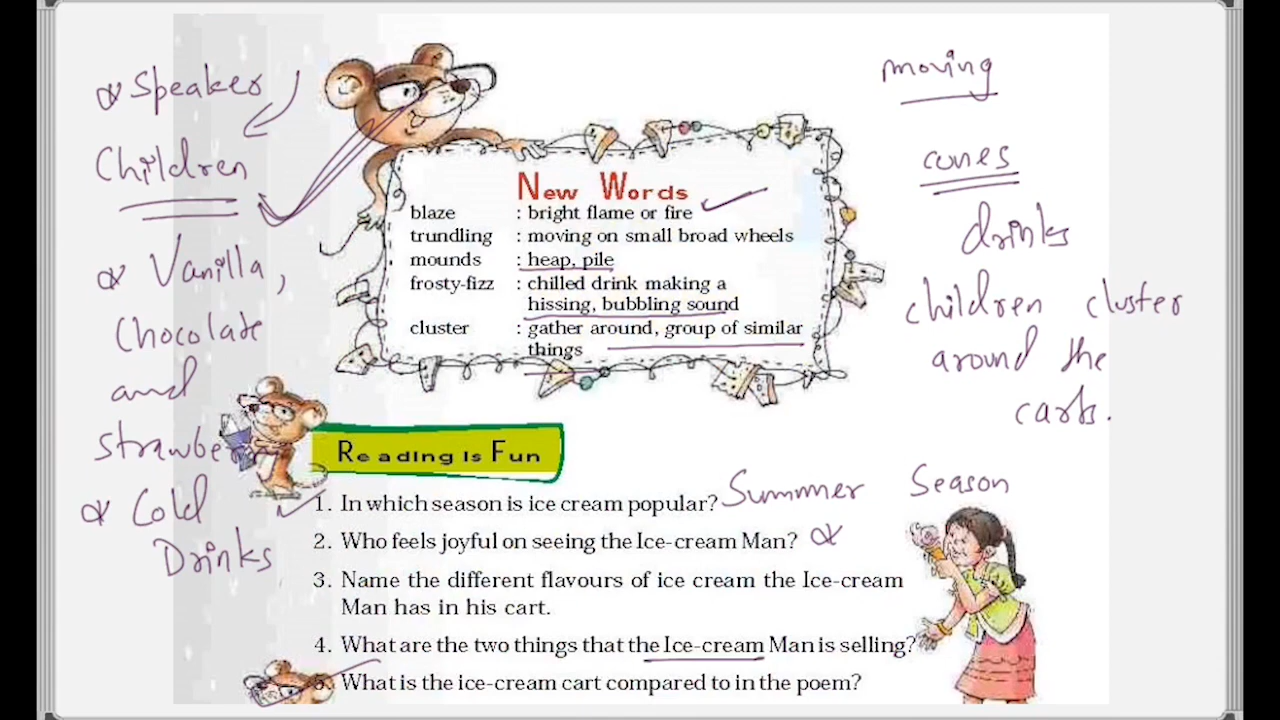 & Speaker
Children
& Vanilla,
Chocolate
and
Strawbe
& Cold
Drinks
moving
cones
drinks
children cluster
around the
carts.
New Words
blaze : bright flame or fire
trundling : moving on small broad wheels
mounds : heap, pile
frosty-fizz : chilled drink making a
hissing, bubbling sound
cluster : gather around, group of similar
things
Reading is Fun
1. In which season is ice cream popular? Summer Season
2. Who feels joyful on seeing the Ice-cream Man? &
3. Name the different flavours of ice cream the Ice-cream
Man has in his cart.
4. What are the two things that the Ice-cream Man is selling?
5. What is the ice-cream cart compared to in the poem?